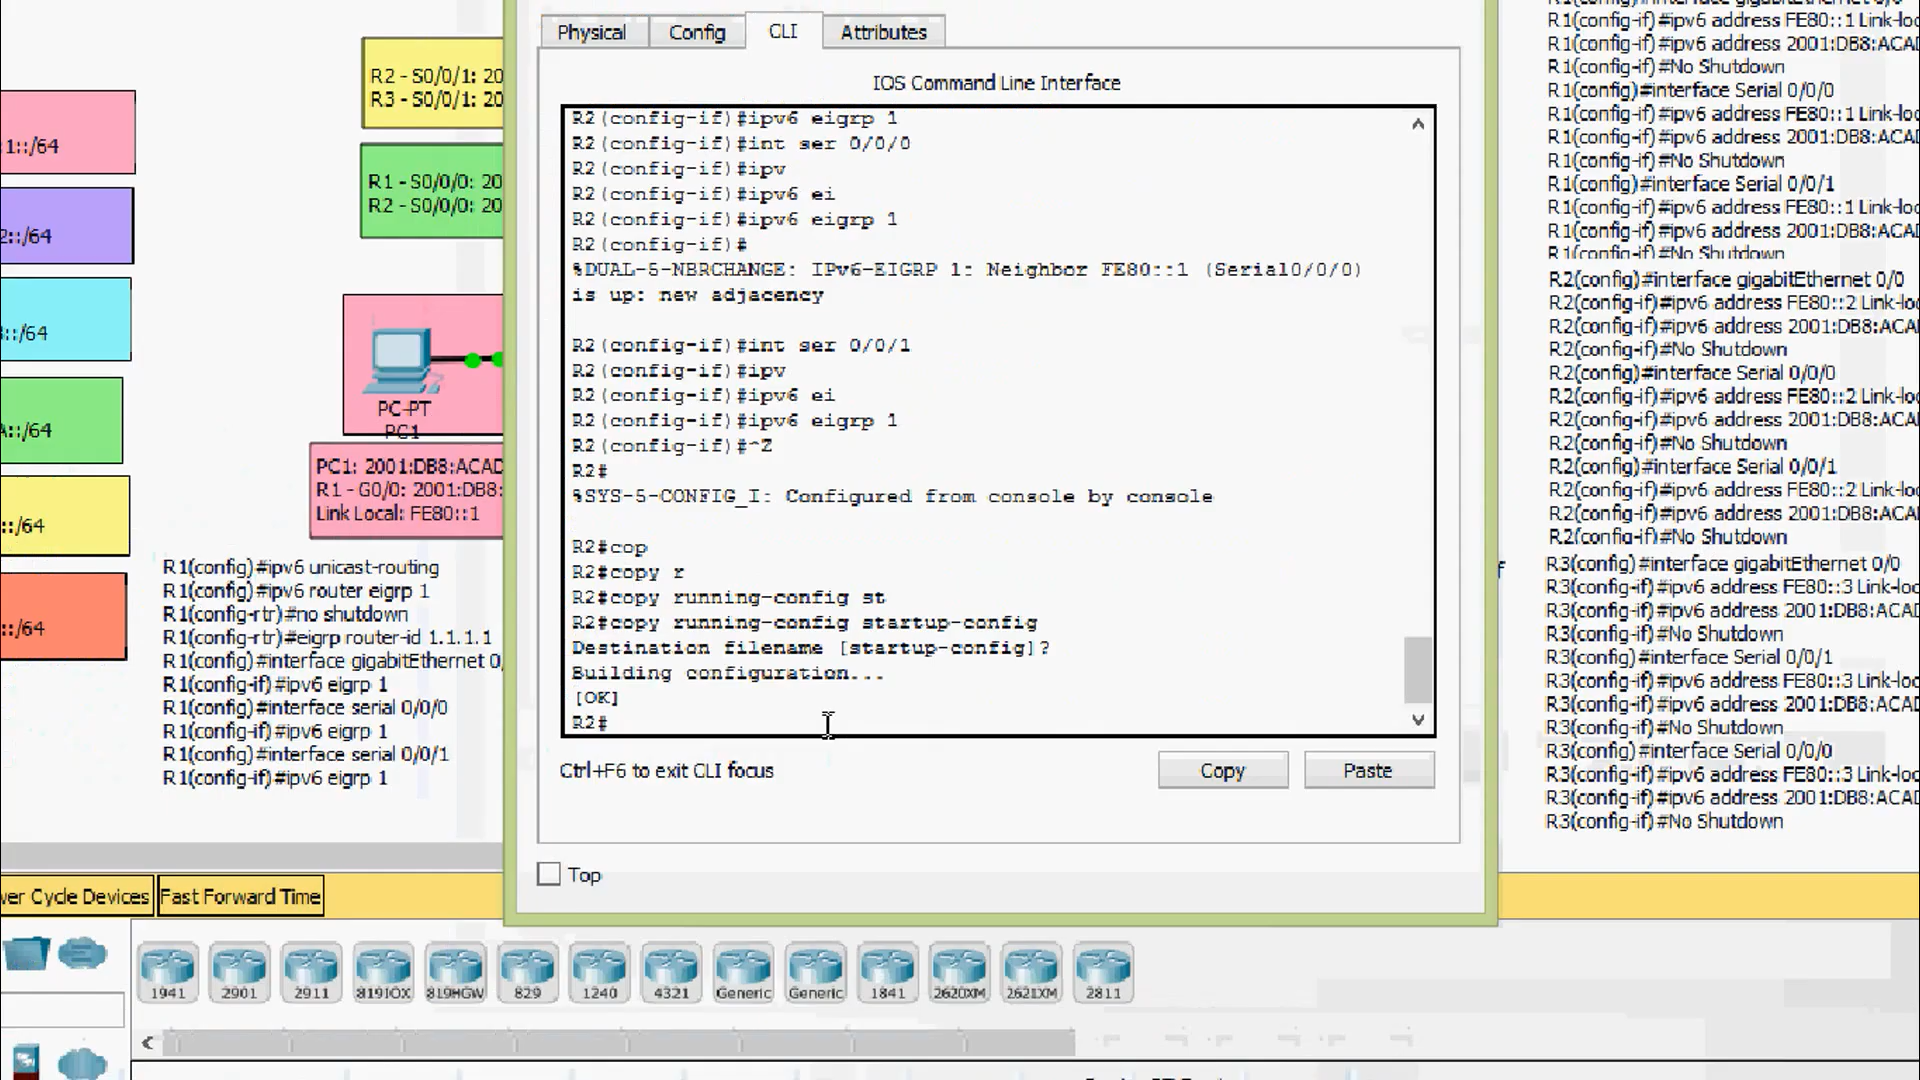 Physical
Config
CLI
Attributes
IOS Command Line Interface
R2(config-if)#ipv6 eigrp 1
R2(config-if)#int ser 0/0/0
R2(config-if)#ipv
R2(config-if)#ipv6 ei
R2(config-if)#ipv6 eigrp 1
R2(config-if)#
%DUAL-5-NBRCHANGE: IPv6-EIGRP 1: Neighbor FE80::1 (Serial0/0/0)
is up: new adjacency
R2(config-if)#int ser 0/0/1
R2(config-if)#ipv
R2(config-if)#ipv6 ei
R2(config-if)#ipv6 eigrp 1
R2(config-if)#^Z
R2#
%SYS-5-CONFIG_I: Configured from console by console
R2#cop
R2#copy r
R2#copy running-config st
R2#copy running-config startup-config
Destination filename [startup-config]?
Building configuration...
[OK]
R2#
Ctrl+F6 to exit CLI focus
Copy
Paste
Top
1::/64
2::/64
::/64
::/64
::/64
::/64
R2 - S0/0/1: 20
R3 - S0/0/1: 20
R1 - S0/0/0: 20
R2 - S0/0/0: 20
PC-PT
PC1
PC1: 2001:DB8:ACAD
R1 - G0/0: 2001:DB8:
Link Local: FE80::1
R1(config)#ipv6 unicast-routing
R1(config)#ipv6 router eigrp 1
R1(config-rtr)#no shutdown
R1(config-rtr)#eigrp router-id 1.1.1.1
R1(config)#interface gigabitEthernet 0
R1(config-if)#ipv6 eigrp 1
R1(config)#interface serial 0/0/0
R1(config-if)#ipv6 eigrp 1
R1(config)#interface serial 0/0/1
R1(config-if)#ipv6 eigrp 1
R1(config-if)#ipv6 address FE80::1 Link-loc
R1(config-if)#ipv6 address 2001:DB8:ACAD
R1(config-if)#No Shutdown
R1(config)#interface Serial 0/0/0
R1(config-if)#ipv6 address FE80::1 Link-loc
R1(config-if)#ipv6 address 2001:DB8:ACAD
R1(config-if)#No Shutdown
R1(config)#interface Serial 0/0/1
R1(config-if)#ipv6 address FE80::1 Link-loc
R1(config-if)#ipv6 address 2001:DB8:ACAD
R1(config-if)#No Shutdown
R2(config)#interface gigabitEthernet 0/0
R2(config-if)#ipv6 address FE80::2 Link-loc
R2(config-if)#ipv6 address 2001:DB8:ACAD
R2(config-if)#No Shutdown
R2(config)#interface Serial 0/0/0
R2(config-if)#ipv6 address FE80::2 Link-loc
R2(config-if)#ipv6 address 2001:DB8:ACAD
R2(config-if)#No Shutdown
R2(config)#interface Serial 0/0/1
R2(config-if)#ipv6 address FE80::2 Link-loc
R2(config-if)#ipv6 address 2001:DB8:ACAD
R2(config-if)#No Shutdown
R3(config)#interface gigabitEthernet 0/0
R3(config-if)#ipv6 address FE80::3 Link-loc
R3(config-if)#ipv6 address 2001:DB8:ACAD
R3(config-if)#No Shutdown
R3(config)#interface Serial 0/0/1
R3(config-if)#ipv6 address FE80::3 Link-loc
R3(config-if)#ipv6 address 2001:DB8:ACAD
R3(config-if)#No Shutdown
R3(config)#interface Serial 0/0/0
R3(config-if)#ipv6 address FE80::3 Link-loc
R3(config-if)#ipv6 address 2001:DB8:ACAD
R3(config-if)#No Shutdown
wer Cycle Devices
Fast Forward Time
1941
2901
2911
819IOX
819HGW
829
1240
4321
Generic
Generic
1841
2620XM
2621XM
2811